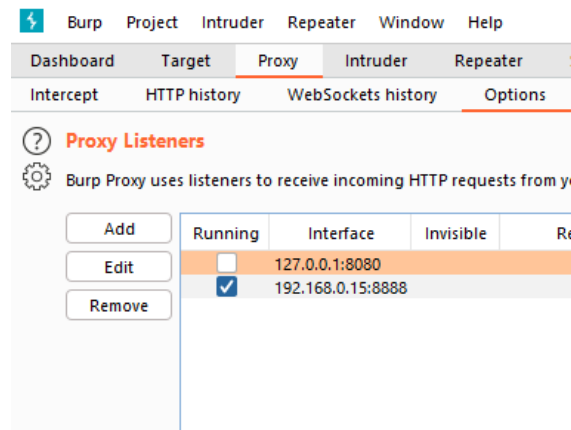 Burp Project Intruder Repeater Window Help
Dashboard Target Proxy Intruder Repeater
Intercept HTTP history WebSockets history Options
Proxy Listeners
Burp Proxy uses listeners to receive incoming HTTP requests from
Add
Running Interface Invisible
Edit
127.0.0.1:8080
192.168.0.15:8888
Remove